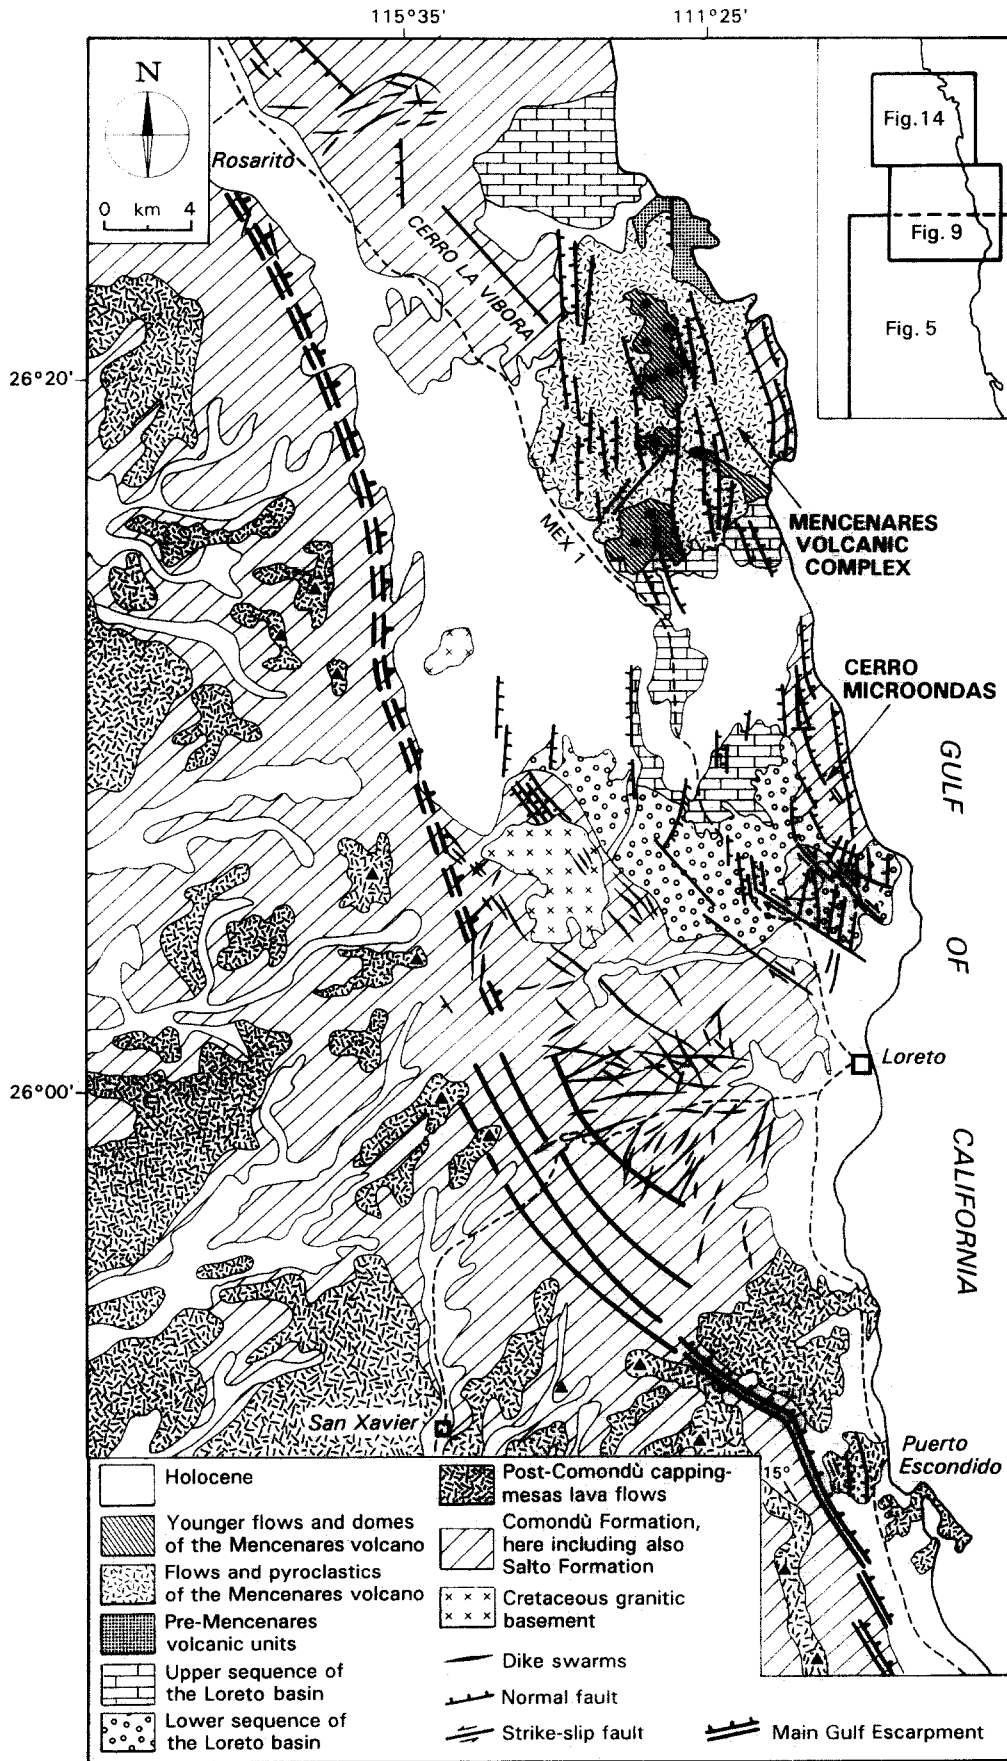 115°35'
111°25'
N
0 km 4
Rosarito
Fig.14
Fig. 9
Fig. 5
CERRO LA VIBORA
26°20'
MEX 1
MENCENARES
VOLCANIC
COMPLEX
CERRO
MICROONDAS
GULF
OF
CALIFORNIA
Loreto
26°00'
San Xavier
Puerto
Escondido
15°
Holocene
Younger flows and domes
of the Mencenares volcano
Flows and pyroclastics
of the Mencenares volcano
Pre-Mencenares
volcanic units
Upper sequence of
the Loreto basin
Lower sequence of
the Loreto basin
Post-Comondù capping-
mesas lava flows
Comondù Formation,
here including also
Salto Formation
Cretaceous granitic
basement
Dike swarms
Normal fault
Strike-slip fault
Main Gulf Escarpment